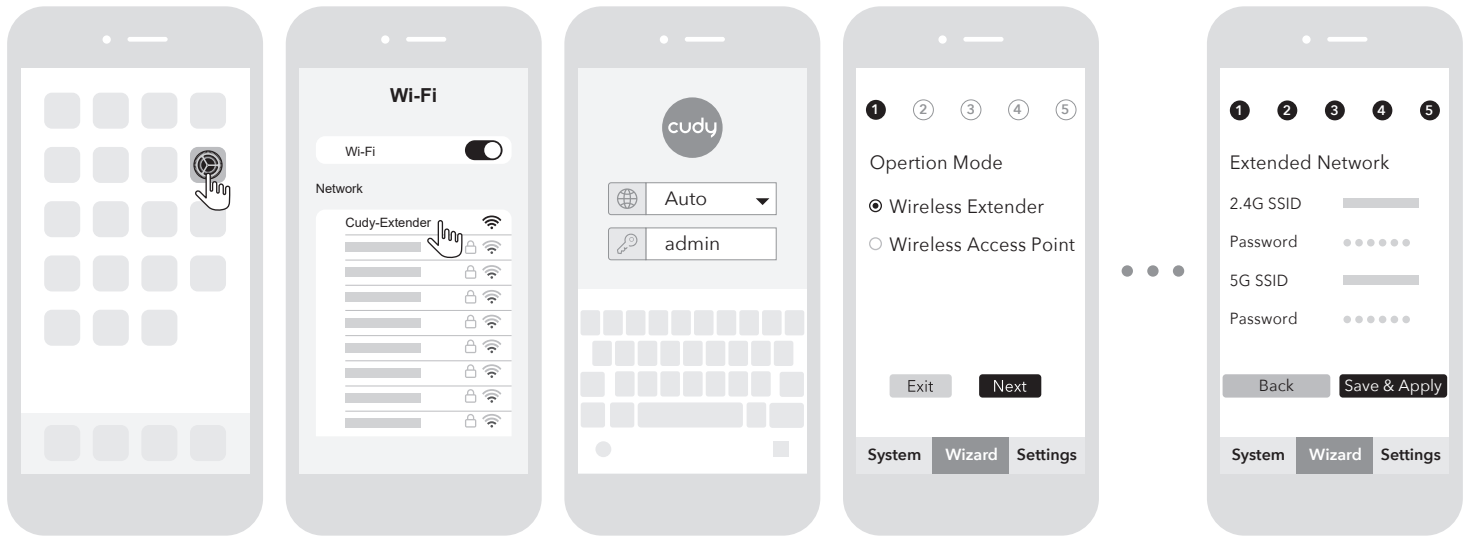 Wi-Fi
Wi-Fi
Network
Cudy-Extender
cudy
Auto
admin
1 2 3 4 5
Opertion Mode
Wireless Extender
Wireless Access Point
Exit Next
System Wizard Settings
1 2 3 4 5
Extended Network
2.4G SSID
Password
5G SSID
Password
Back Save & Apply
System Wizard Settings